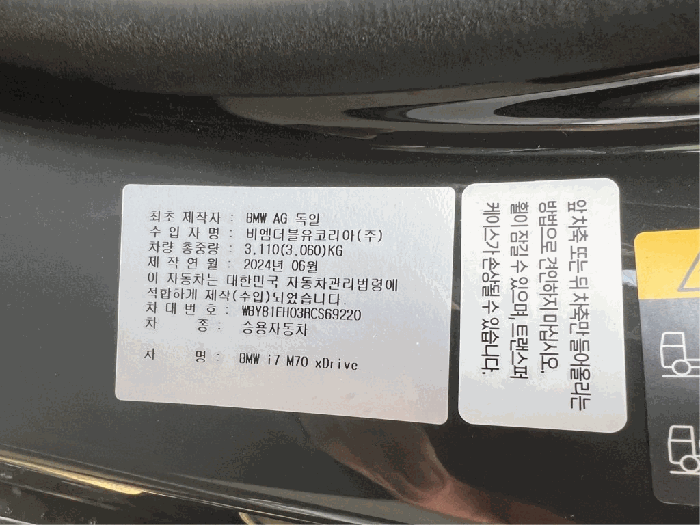 최초 제작사 : BMW AG 독일
수 입 자 명 : 비엔더블유코리아(주)
차량 총중량 : 3,110(3,060)KG
제 작 연 월 : 2024년 06월
이 자동차는 대한민국 자동차관리법령에
적합하게 제작(수입)되었습니다
차 대 번 호 : WBY81EH03RCS69220
차 종 : 승용자동차
차 명 : BMW i7 M70 xDrive
앞 차축 또는 뒤 차축만 들어올리는
방법으로 견인하지 마십시오.
휠이 잠길 수 있으며, 트랜스퍼
케이스가 손상될 수 있습니다.